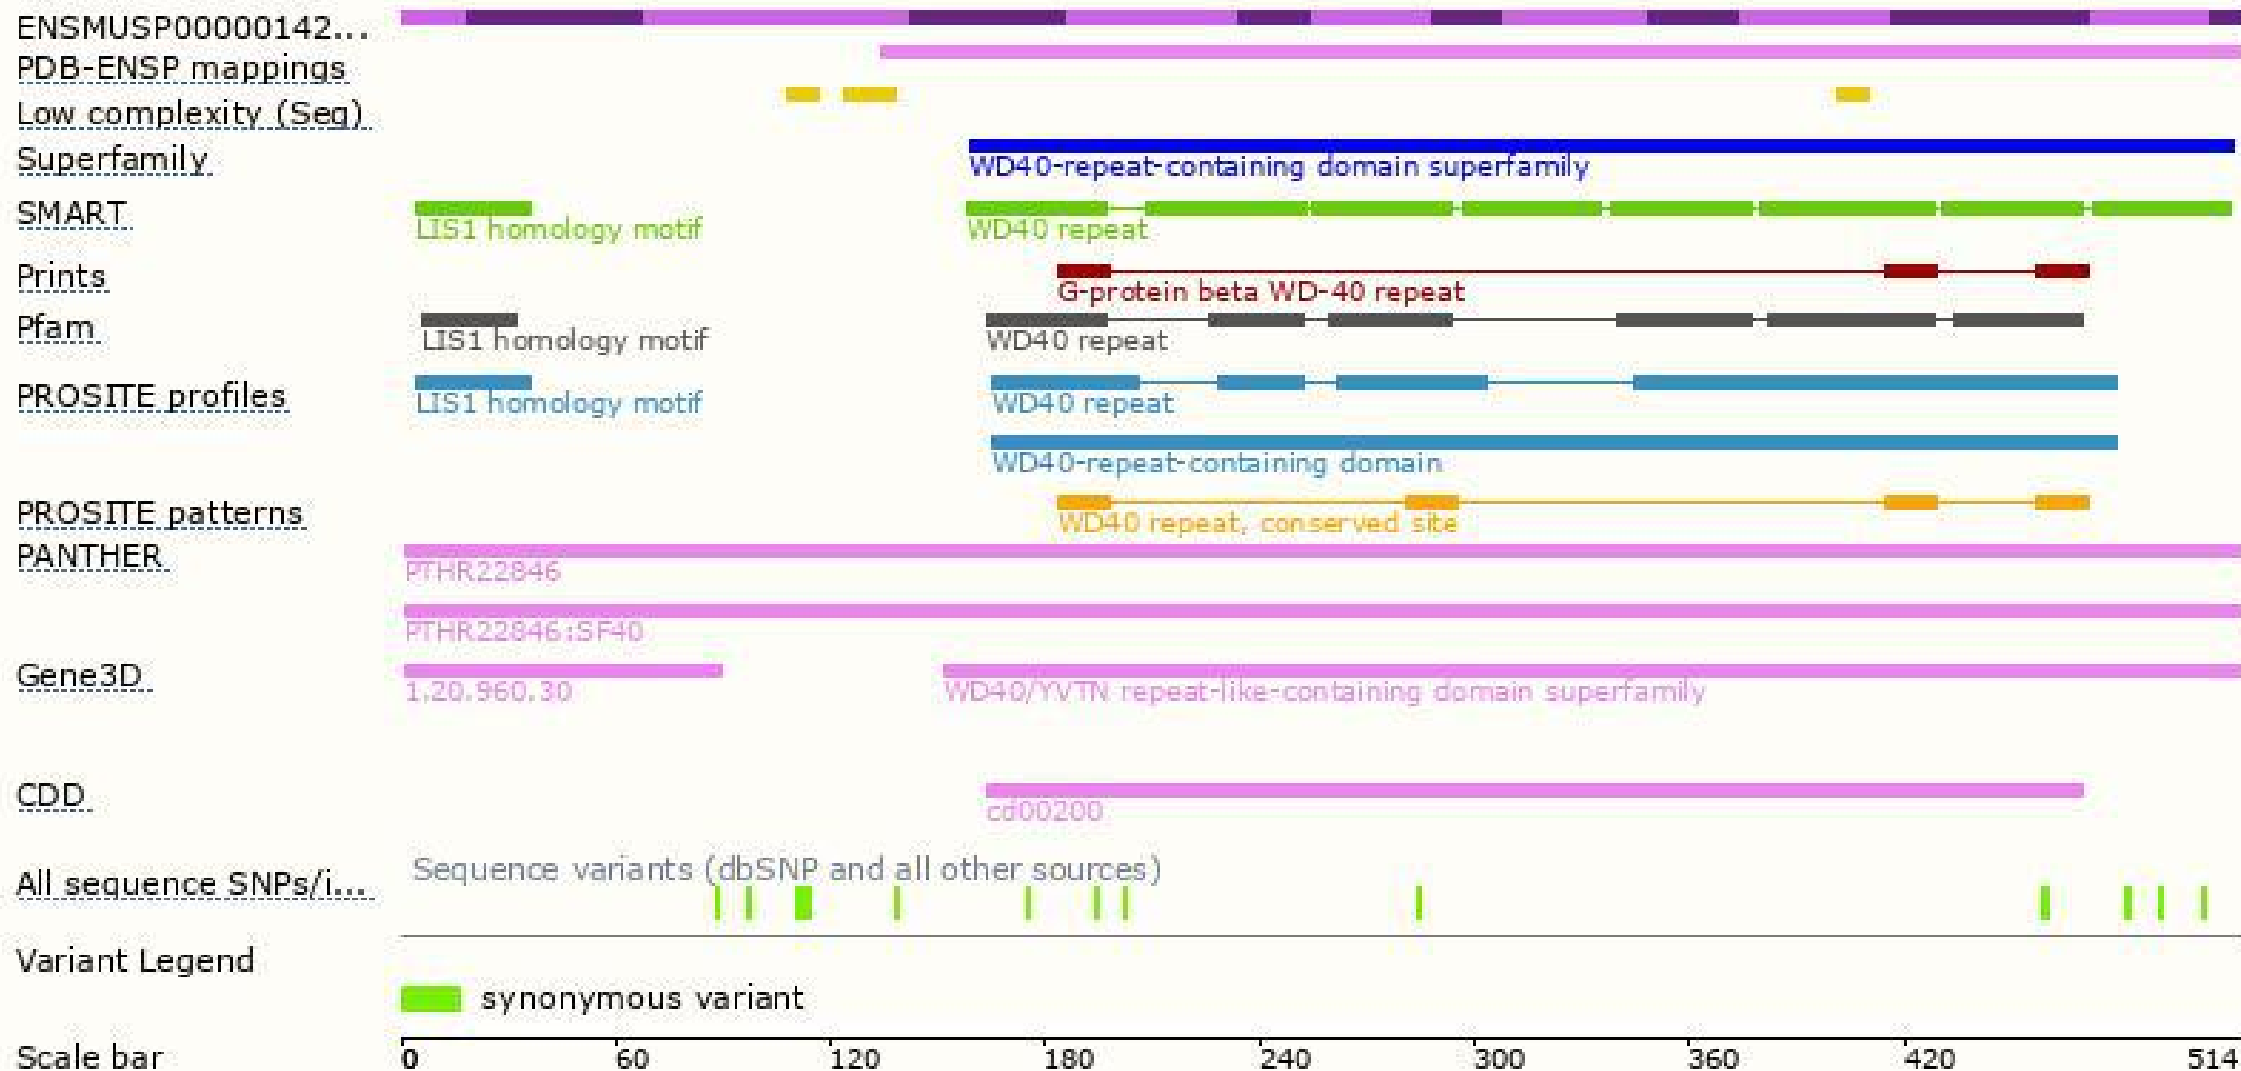 ENSMUSP00000142...
PDB-ENSP mappings
Low complexity (Seg)
Superfamily
WD40-repeat-containing domain superfamily
SMART
LIS1 homology motif WD40 repeat
Prints
G-protein beta WD-40 repeat
Pfam
LIS1 homology motif WD40 repeat
PROSITE profiles
LIS1 homology motif WD40 repeat
WD40-repeat-containing domain
PROSITE patterns
WD40 repeat, conserved site
PANTHER
PTHR22846
PTHR22846:SF40
Gene3D
1.20.960.30 WD40/YVTN repeat-like-containing domain superfamily
CDD
cd00200
Sequence variants (dbSNP and all other sources)
All sequence SNPs/i...
Variant Legend
synonymous variant
Scale bar 0 60 120 180 240 300 360 420 514